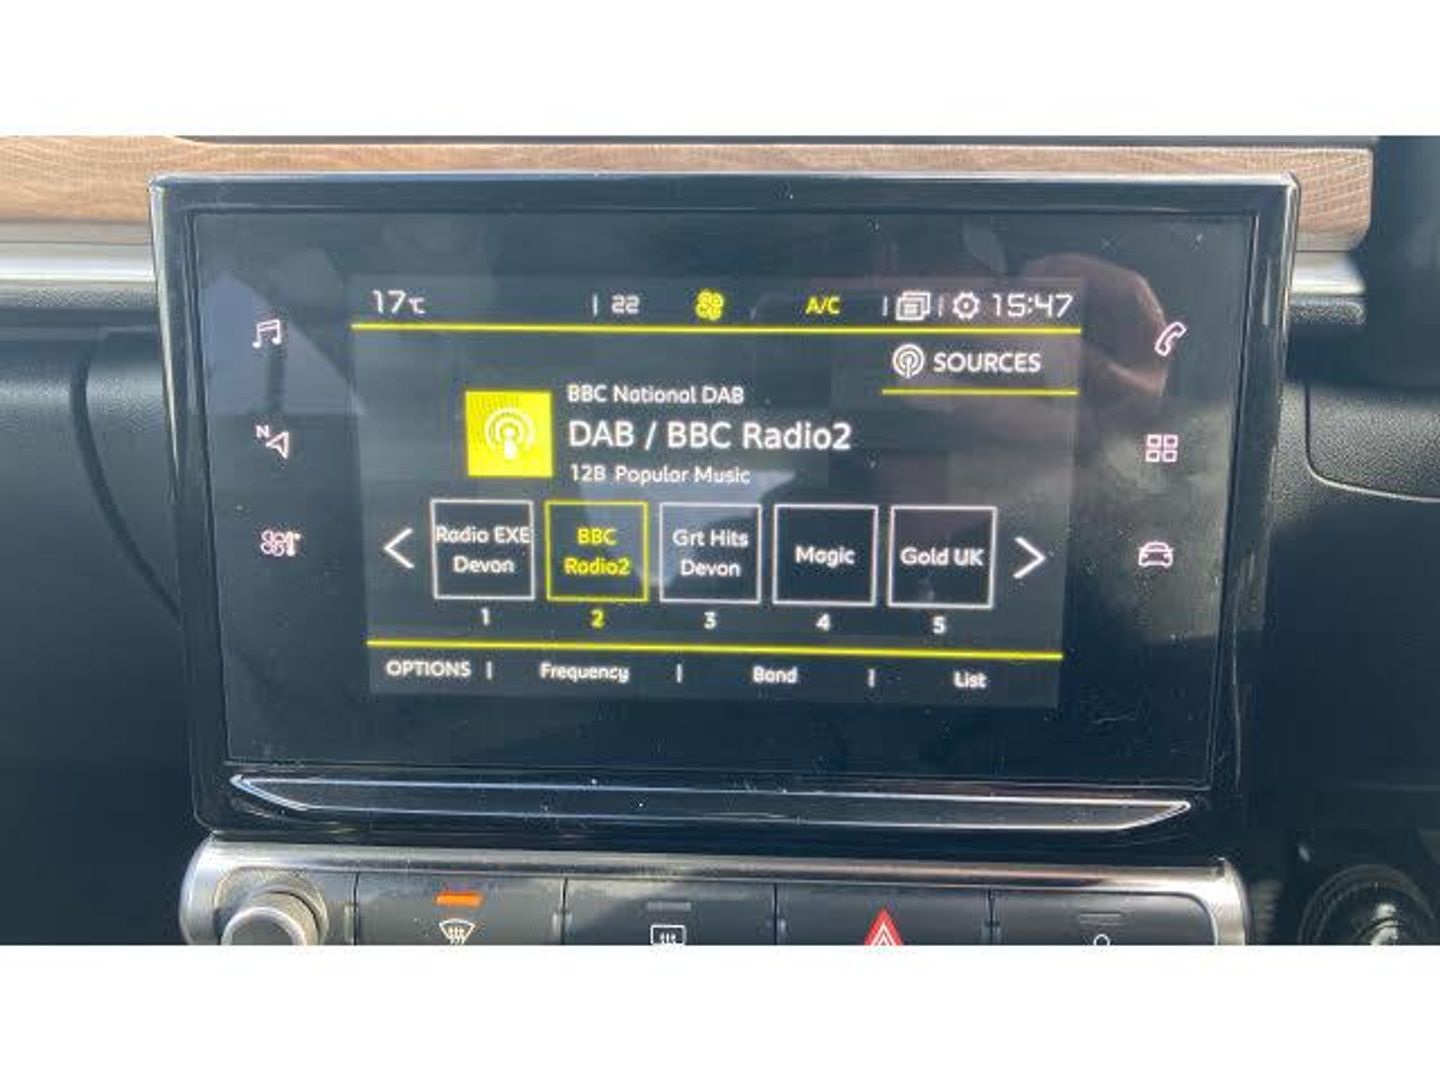 17°C | 22 A/C | | 15:47
SOURCES
BBC National DAB
DAB / BBC Radio2
12B Popular Music
N
Radio EXE
Devon
BBC
Radio2
Grt Hits
Devon
Magic
Gold UK
1 2 3 4 5
OPTIONS | Frequency | Band | List